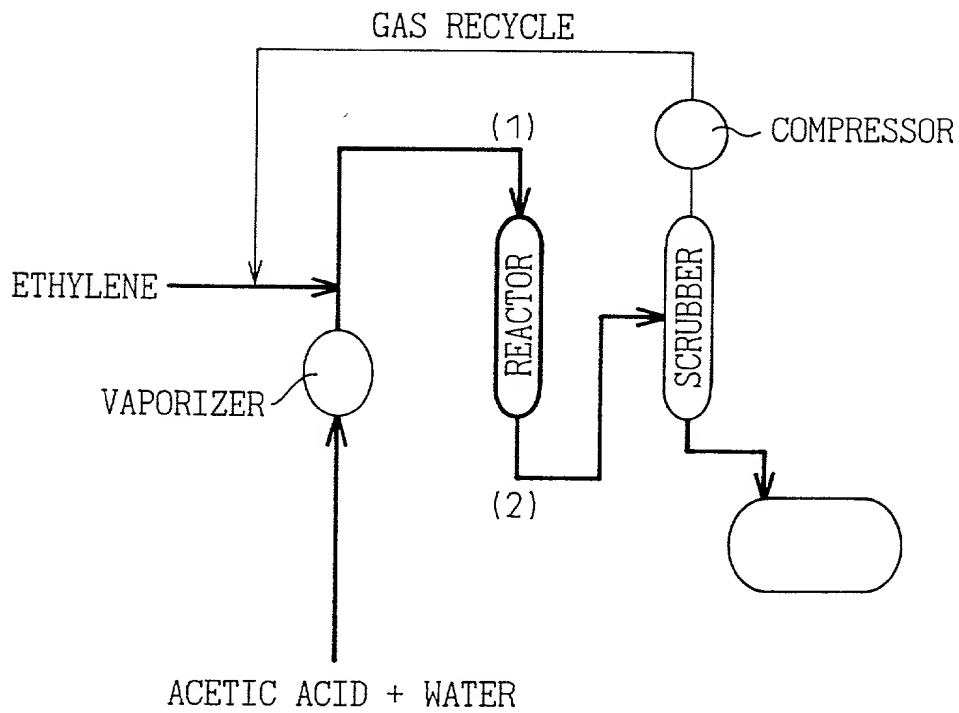 GAS RECYCLE
(1)
COMPRESSOR
ETHYLENE
REACTOR
SCRUBBER
VAPORIZER
(2)
ACETIC ACID + WATER